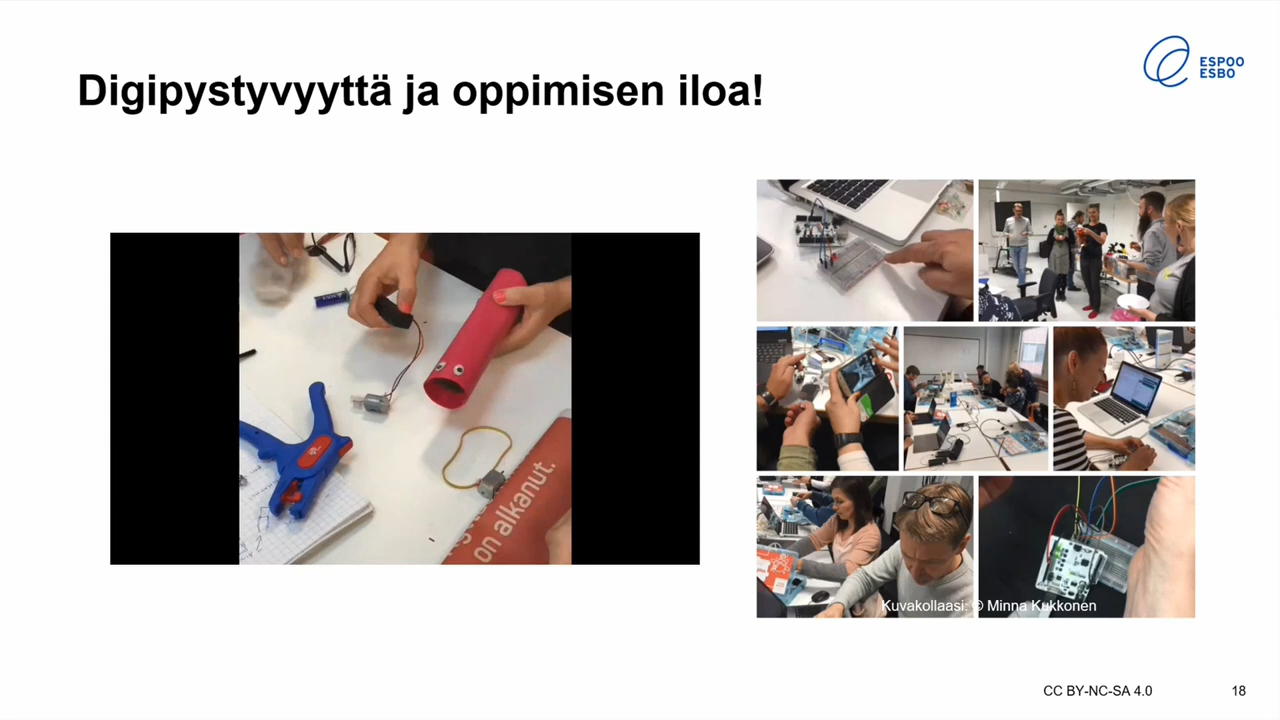 Digipystyvyyttä ja oppimisen iloa!
ESPOO
ESBO
on alkanut.
Kuvakollaasi: © Minna Kukkonen
CC BY-NC-SA 4.0
18